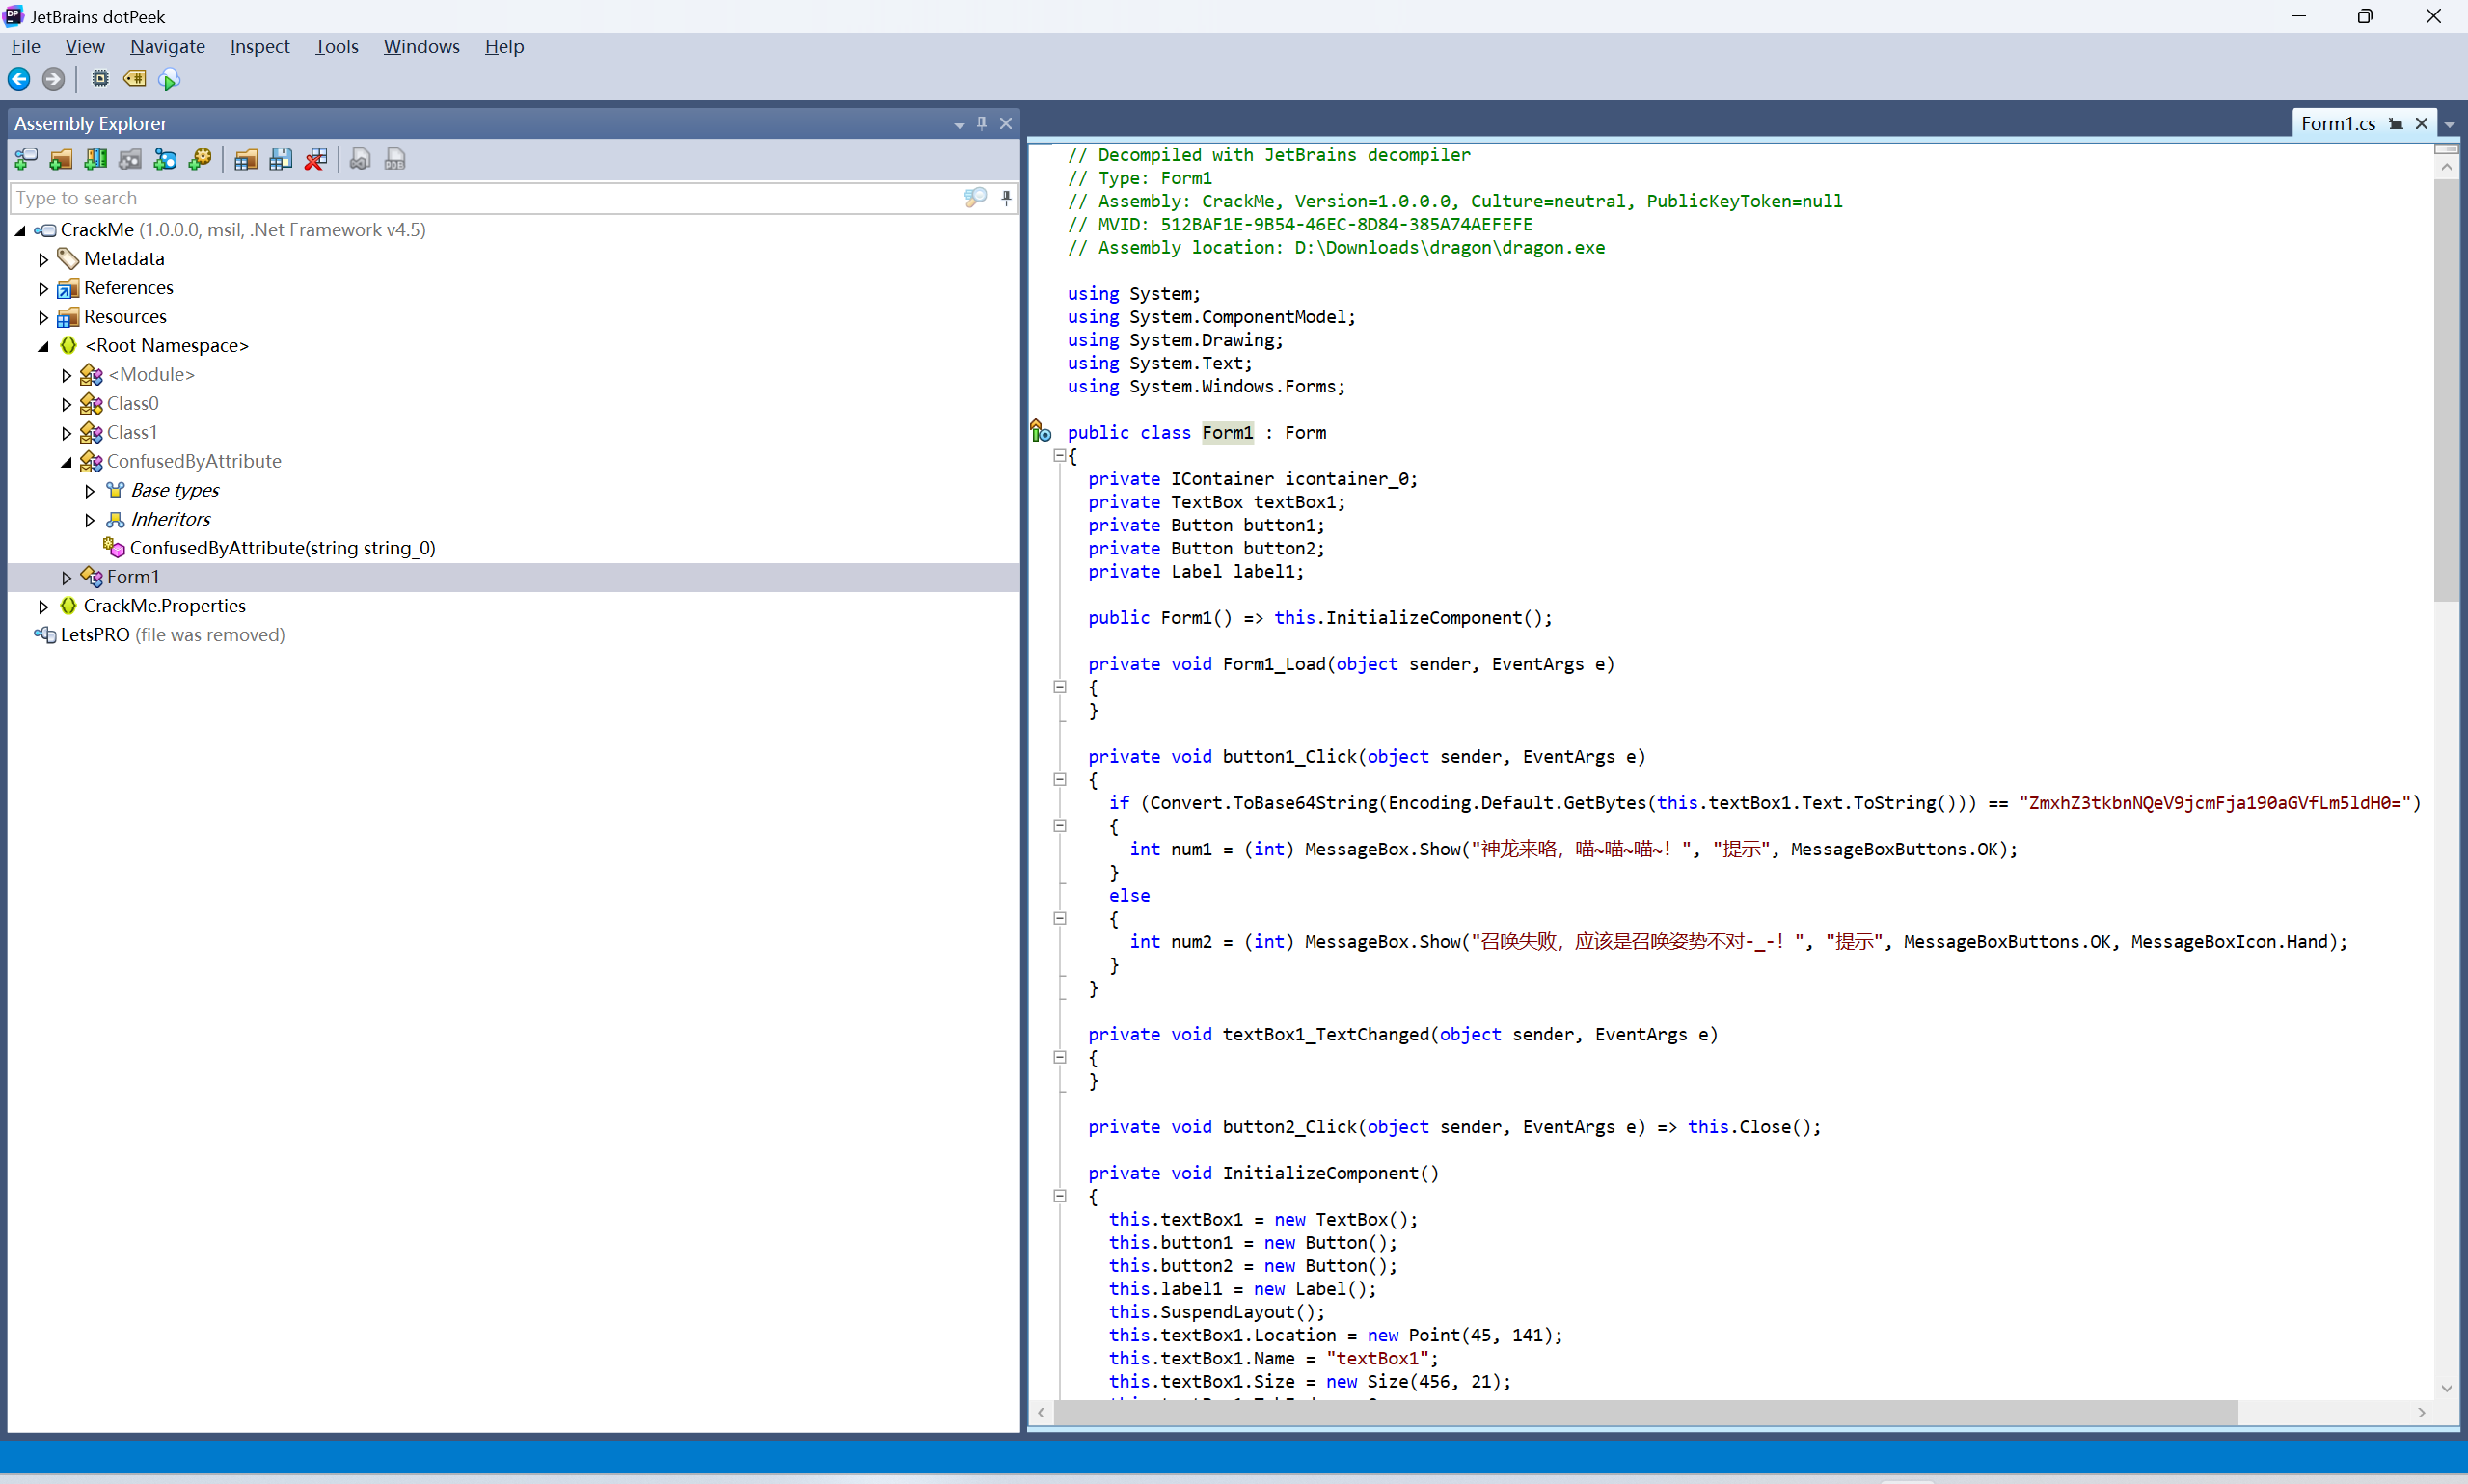 JetBrains dotPeek
File View Navigate Inspect Tools Windows Help
Assembly Explorer
Type to search
CrackMe (1.0.0.0, msil, .Net Framework v4.5)
Metadata
References
Resources
<Root Namespace>
<Module>
Class0
Class1
ConfusedByAttribute
Base types
Inheritors
ConfusedByAttribute(string string_0)
Form1
CrackMe.Properties
LetsPRO (file was removed)
Form1.cs
// Decompiled with JetBrains decompiler
// Type: Form1
// Assembly: CrackMe, Version=1.0.0.0, Culture=neutral, PublicKeyToken=null
// MVID: 512BAF1E-9B54-46EC-8D84-385A74AEFEFE
// Assembly location: D:\Downloads\dragon\dragon.exe
using System;
using System.ComponentModel;
using System.Drawing;
using System.Text;
using System.Windows.Forms;
public class Form1 : Form
{
private IContainer icontainer_0;
private TextBox textBox1;
private Button button1;
private Button button2;
private Label label1;
public Form1() => this.InitializeComponent();
private void Form1_Load(object sender, EventArgs e)
{
}
private void button1_Click(object sender, EventArgs e)
{
if (Convert.ToBase64String(Encoding.Default.GetBytes(this.textBox1.Text.ToString())) == "ZmxhZ3tkbnNQeV9jcmFja190aGVfLm5ldH0=")
{
int num1 = (int) MessageBox.Show("神龙来咯，喵~喵~喵~！", "提示", MessageBoxButtons.OK);
}
else
{
int num2 = (int) MessageBox.Show("召唤失败，应该是召唤姿势不对-_-！", "提示", MessageBoxButtons.OK, MessageBoxIcon.Hand);
}
}
private void textBox1_TextChanged(object sender, EventArgs e)
{
}
private void button2_Click(object sender, EventArgs e) => this.Close();
private void InitializeComponent()
{
this.textBox1 = new TextBox();
this.button1 = new Button();
this.button2 = new Button();
this.label1 = new Label();
this.SuspendLayout();
this.textBox1.Location = new Point(45, 141);
this.textBox1.Name = "textBox1";
this.textBox1.Size = new Size(456, 21);